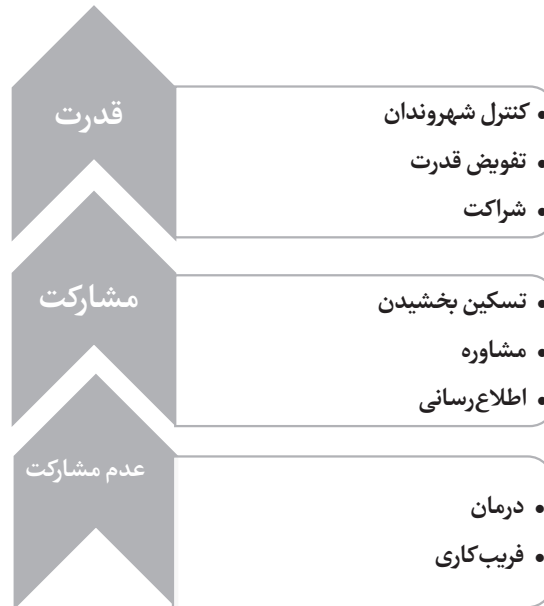 قدرت
• کنترل شهروندان
• تفویض قدرت
• شراکت
مشارکت
• تسکین بخشیدن
• مشاوره
• اطلاع‌رسانی
عدم مشارکت
• درمان
• فریب‌کاری